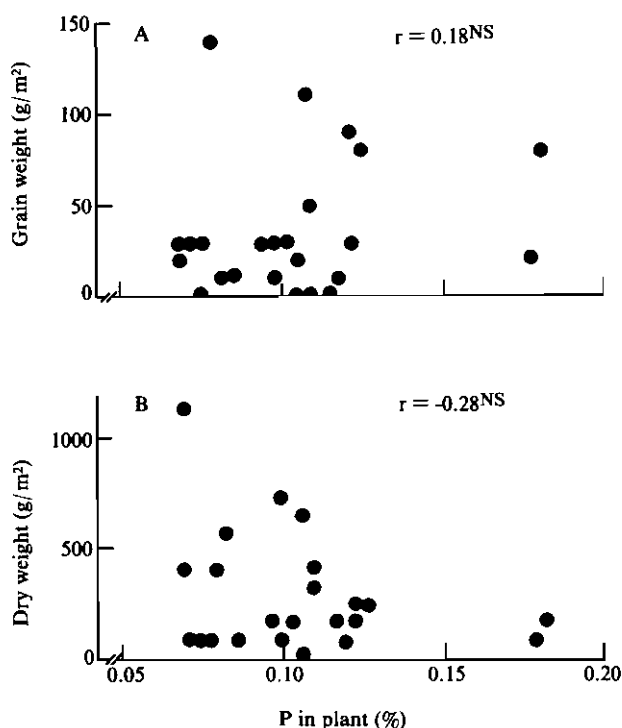 A
r = 0.18NS
Grain weight (g/m²)
150
100
50
0
B
r = -0.28NS
Dry weight (g/m²)
1000
500
0
0.05
0.10
0.15
0.20
P in plant (%)